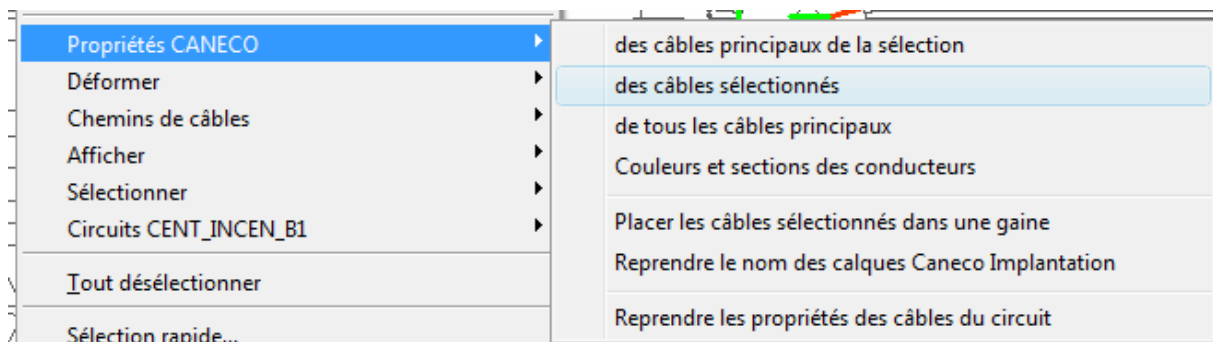 Propriétés CANECO
Déformer
Chemins de câbles
Afficher
Sélectionner
Circuits CENT_INCEN_B1
Tout désélectionner
Sélection rapide...
des câbles principaux de la sélection
des câbles sélectionnés
de tous les câbles principaux
Couleurs et sections des conducteurs
Placer les câbles sélectionnés dans une gaine
Reprendre le nom des calques Caneco Implantation
Reprendre les propriétés des câbles du circuit